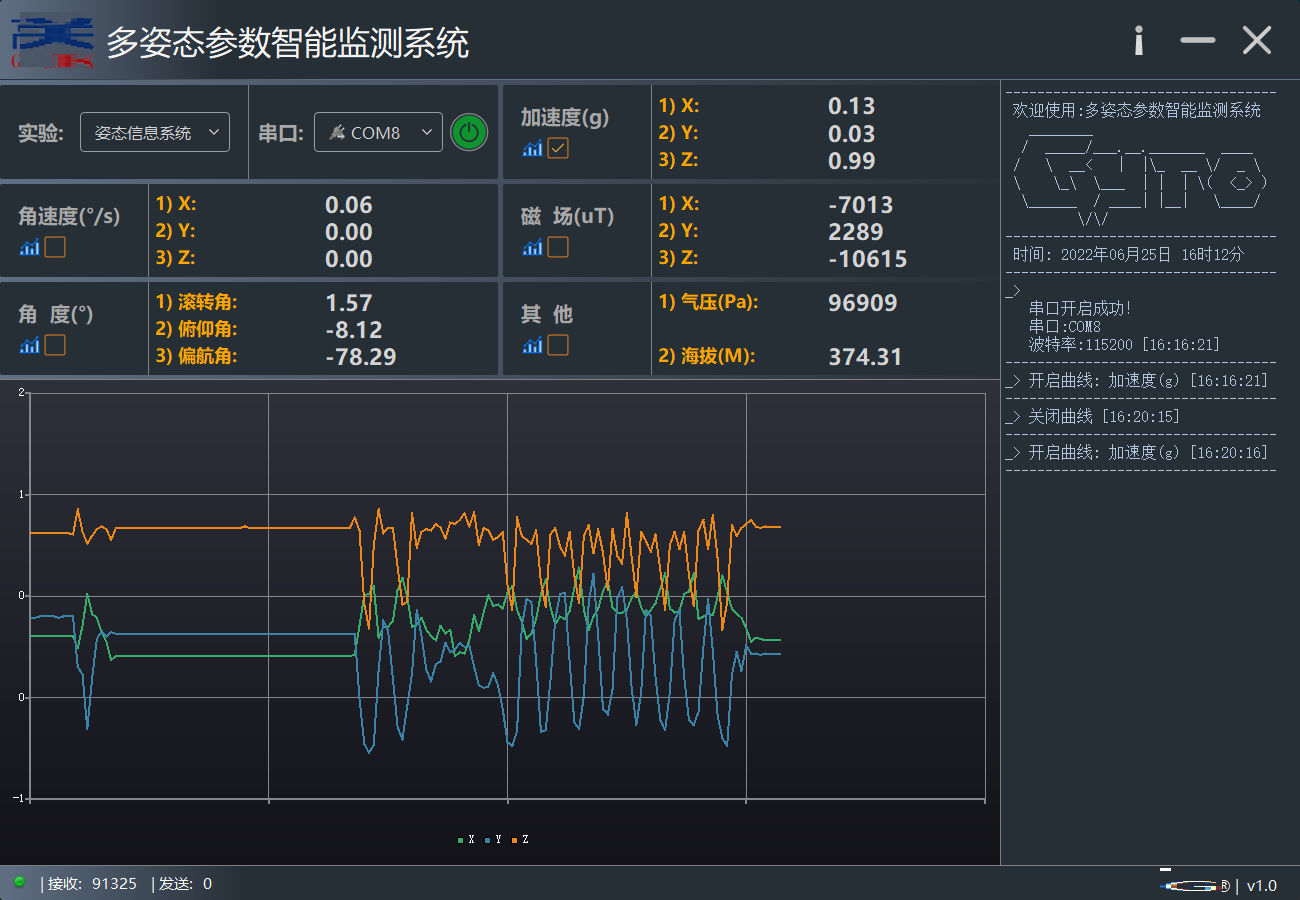 多姿态参数智能监测系统
实验: 姿态信息系统
串口: COM8
加速度(g)
1) X: 0.13
2) Y: 0.03
3) Z: 0.99
角速度(°/s)
1) X: 0.06
2) Y: 0.00
3) Z: 0.00
磁 场(uT)
1) X: -7013
2) Y: 2289
3) Z: -10615
角 度(°)
1) 滚转角: 1.57
2) 俯仰角: -8.12
3) 偏航角: -78.29
其 他
1) 气压(Pa): 96909
2) 海拔(M): 374.31
2
1
0
0
-1
X Y Z
欢迎使用:多姿态参数智能监测系统
时间: 2022年06月25日 16时12分
_>
串口开启成功!
串口:COM8
波特率:115200 [16:16:21]
_> 开启曲线: 加速度(g) [16:16:21]
_> 关闭曲线 [16:20:15]
_> 开启曲线: 加速度(g) [16:20:16]
|接收: 91325 |发送: 0
® | v1.0